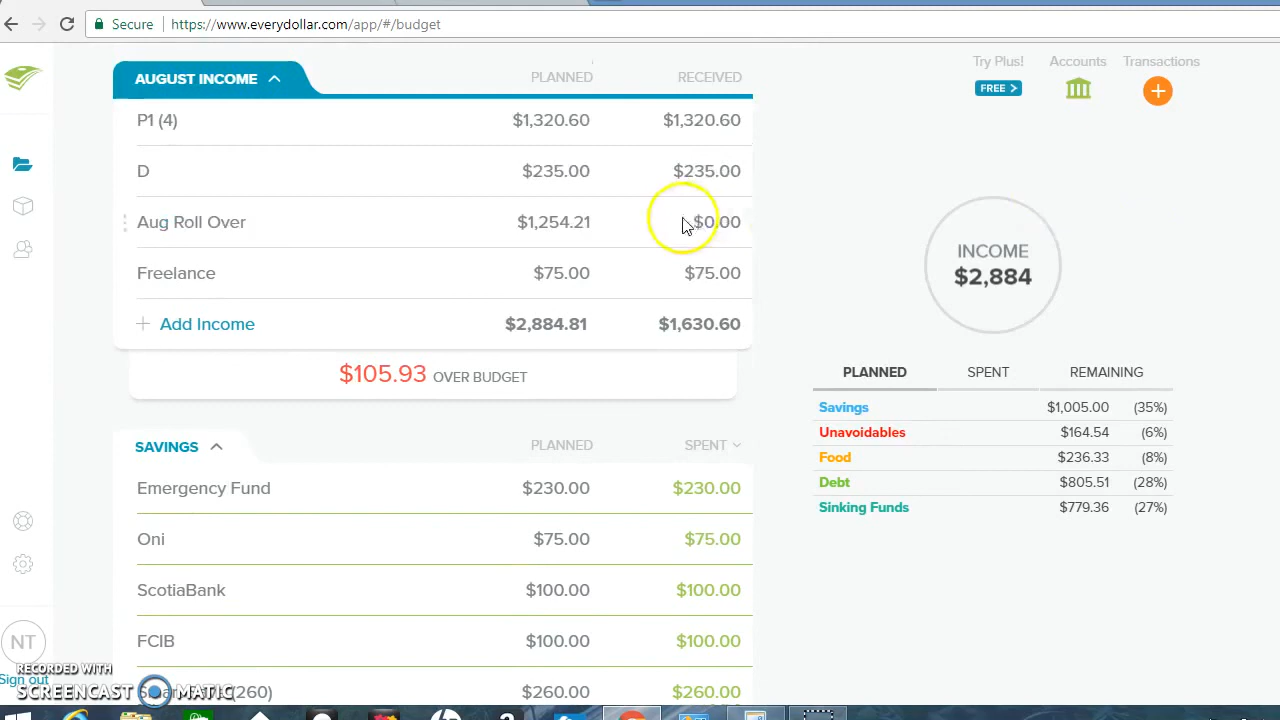 Secure https://www.everydollar.com/app/#/budget
AUGUST INCOME PLANNED RECEIVED
Try Plus! Accounts Transactions
FREE >
P1 (4) $1,320.60 $1,320.60
D $235.00 $235.00
Aug Roll Over $1,254.21 $0.00
Freelance $75.00 $75.00
+ Add Income $2,884.81 $1,630.60
INCOME
$2,884
$105.93 OVER BUDGET
PLANNED SPENT REMAINING
Savings $1,005.00 (35%)
Unavoidables $164.54 (6%)
Food $236.33 (8%)
Debt $805.51 (28%)
Sinking Funds $779.36 (27%)
SAVINGS PLANNED SPENT
Emergency Fund $230.00 $230.00
Oni $75.00 $75.00
ScotiaBank $100.00 $100.00
FCIB $100.00 $100.00
(260) $260.00 $260.00
NT
Sign out
RECORDED WITH
SCREENCAST MATIC